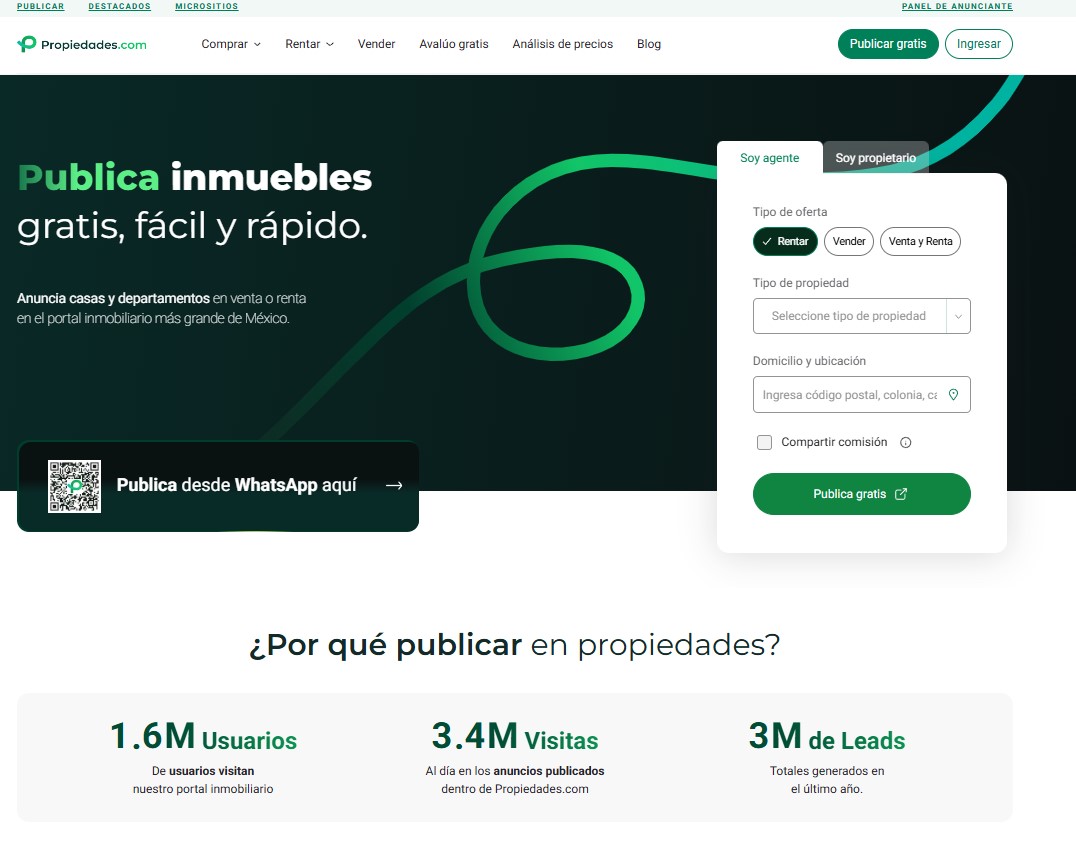 PUBLICAR DESTACADOS MICROSITIOS PANEL DE ANUNCIANTE
Propiedades.com Comprar Rentar Vender Avalúo gratis Análisis de precios Blog Publicar gratis Ingresar
Publica inmuebles
gratis, fácil y rápido.
Anuncia casas y departamentos en venta o renta
en el portal inmobiliario más grande de México.
Publica desde WhatsApp aquí
Soy agente Soy propietario
Tipo de oferta
Rentar Vender Venta y Renta
Tipo de propiedad
Seleccione tipo de propiedad
Domicilio y ubicación
Ingresa código postal, colonia, ca
Compartir comisión
Publica gratis
¿Por qué publicar en propiedades?
1.6M Usuarios
De usuarios visitan
nuestro portal inmobiliario
3.4M Visitas
Al día en los anuncios publicados
dentro de Propiedades.com
3M de Leads
Totales generados en
el último año.